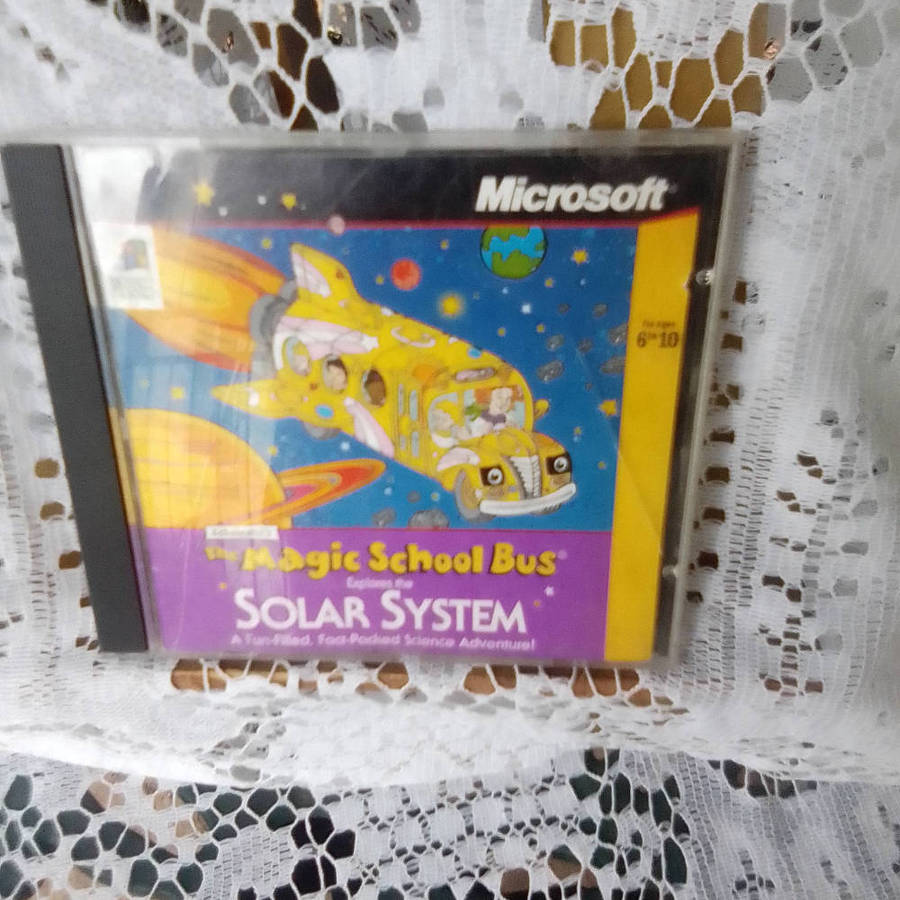 Microsoft
For Ages
6 to 10
Scholastic's
The Magic School Bus®
Explores the
SOLAR SYSTEM
A Fun-Filled, Fact-Packed Science Adventure!